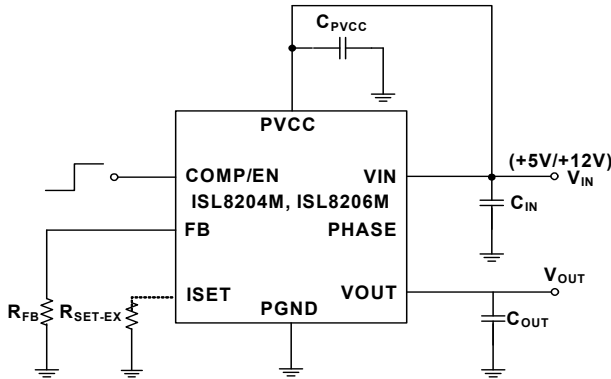 C_PVCC
PVCC
(+5V/+12V)
COMP/EN
VIN
V_IN
ISL8204M, ISL8206M
C_IN
FB
PHASE
V_OUT
ISET
VOUT
R_FB
R_SET-EX
PGND
C_OUT